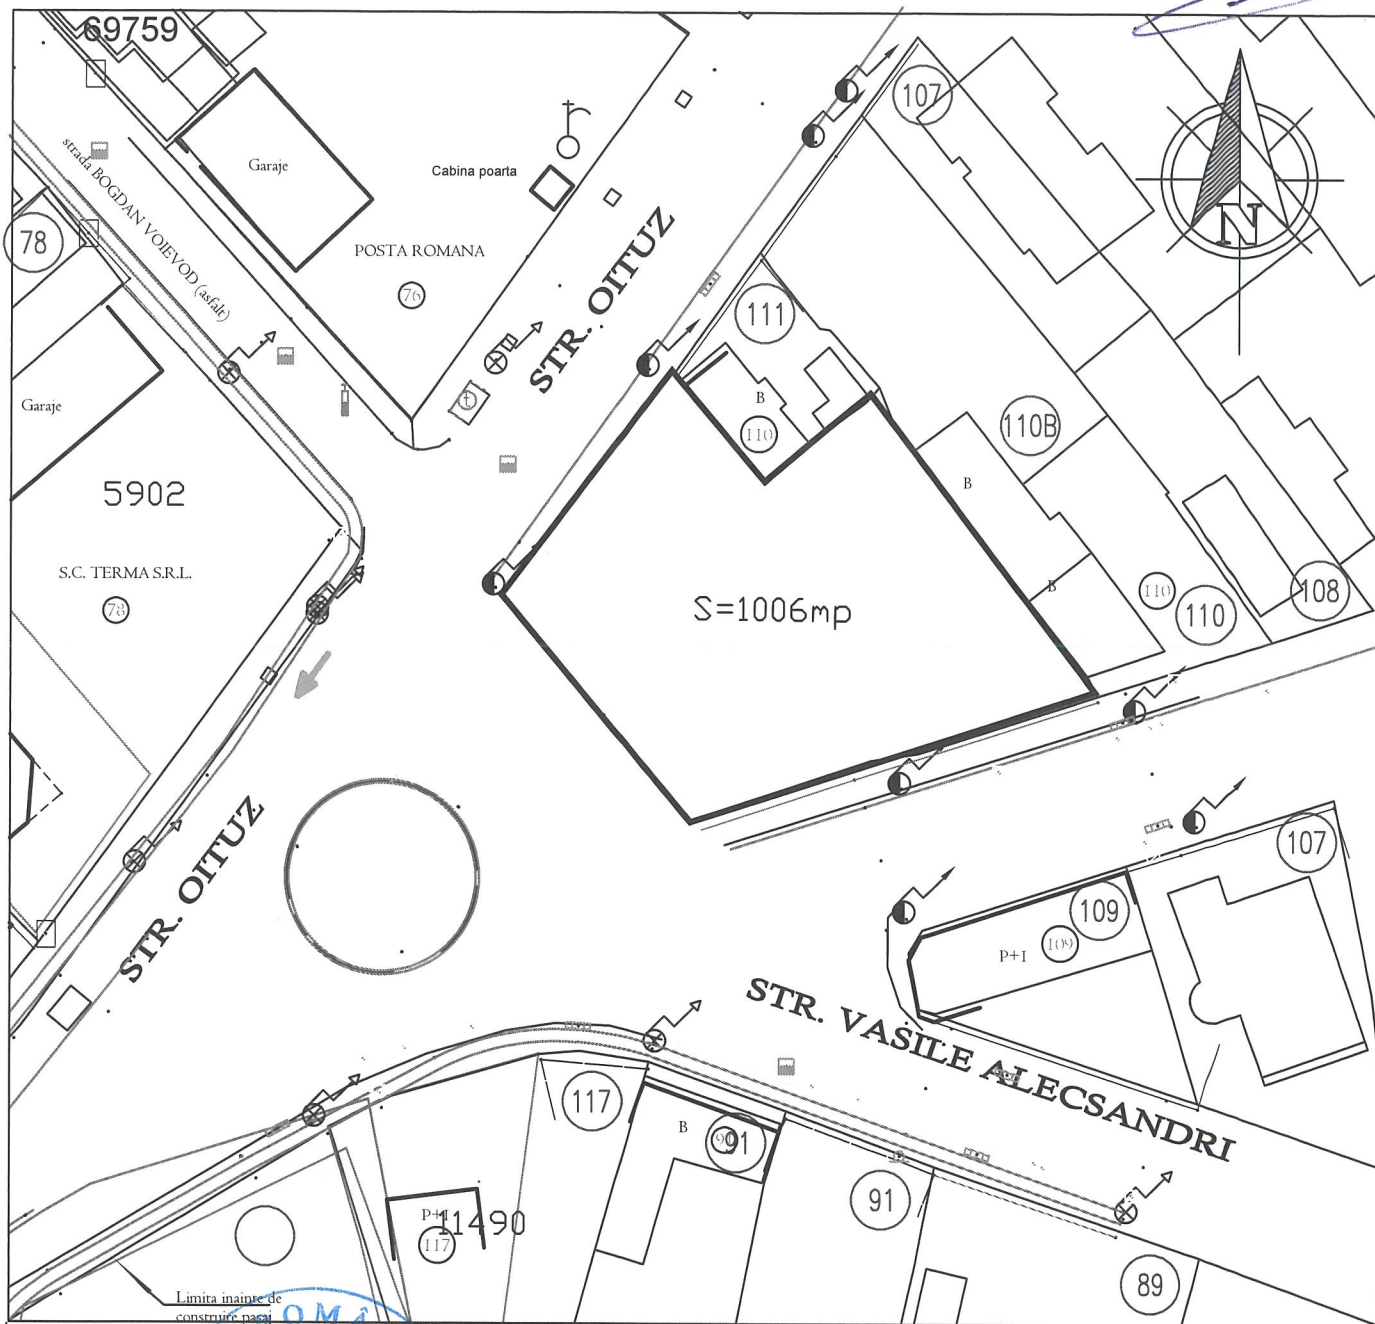 69759
107
Garaje
Cabina poarta
strada BOGDAN VOIEVOD (asfalt)
78
N
POSTA ROMANA
76
STR. OITUZ
111
B
110
Garaje
110B
5902
B
S.C. TERMA S.R.L.
78
S=1006mp
B
110
110
108
STR. OITUZ
107
109
P+1
109
STR. VASILE ALECSANDRI
117
B
91
91
P+1
11490
117
89
Limita inainte de
construire pasaj
OMÂ